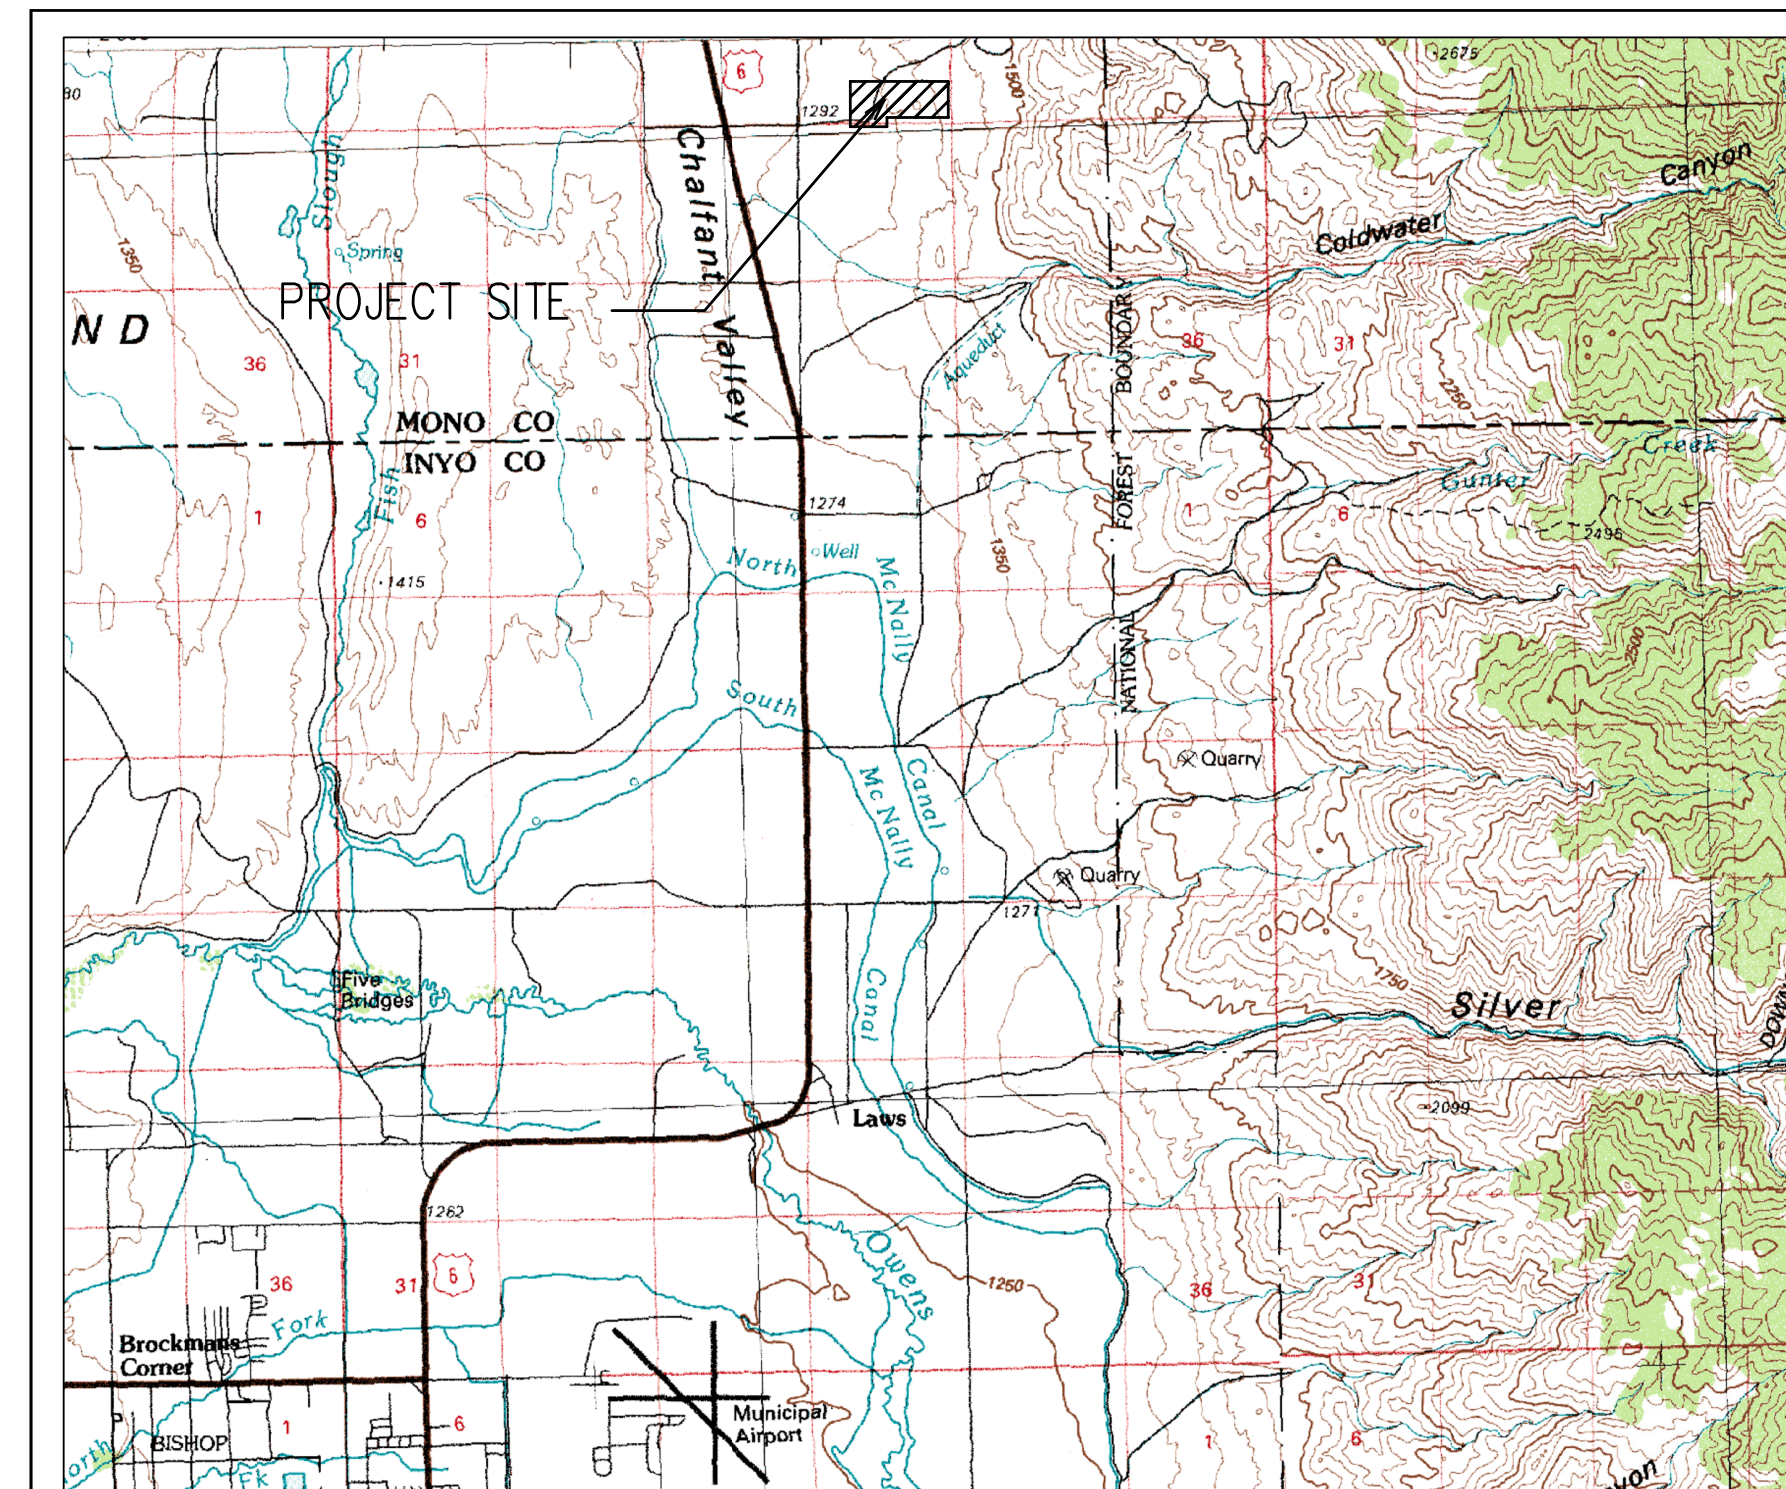 80
6
1292
1500
2675
Chalfant Valley
Slough
Spring
1350
Canyon
Coldwater
PROJECT SITE
N D
36
31
Aqueduct
BOUNDARY
36
31
2250
MONO CO
INYO CO
Fish
1
6
1274
FOREST
1
6
Gunter
Creek
2495
1415
North
Well
Mc Nally
1350
NATIONAL
2500
South
Quarry
Mc Nally
Canal
Quarry
1271
Five
Bridges
Canal
1750
Silver
Laws
2099
1262
Owens
1250
36
31
6
36
31
Fork
Brockmans
Corner
1
6
BISHOP
Municipal
Airport
1
6
Fk